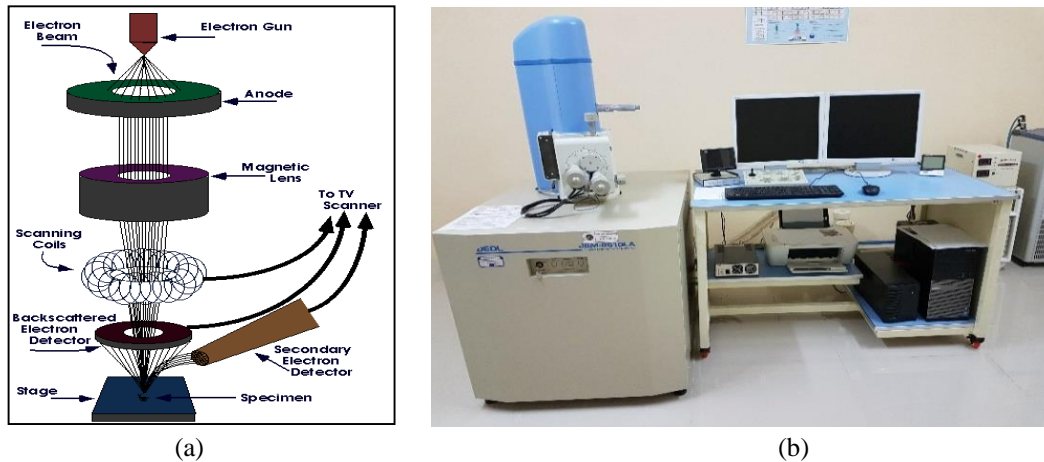 Electron
Beam
Electron Gun
Anode
Magnetic
Lens
To TV
Scanner
Scanning
Coils
Backscattered
Electron
Detector
Secondary
Electron
Detector
Stage
Specimen
JEOL
(a)
(b)